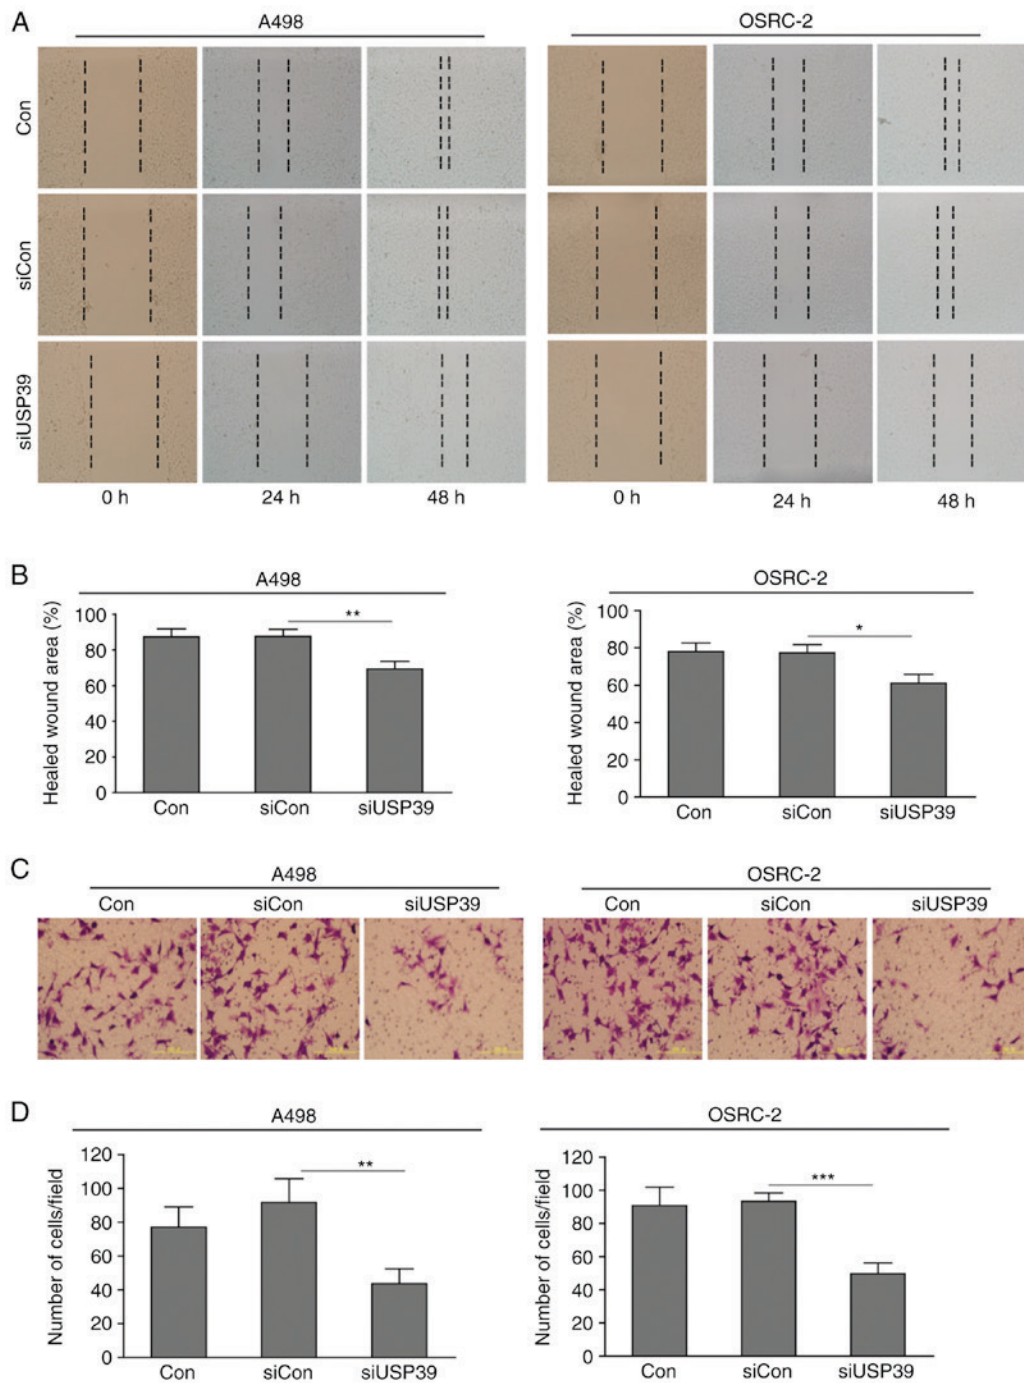 A
A498
OSRC-2
Con
siCon
siUSP39
0 h
24 h
48 h
0 h
24 h
48 h
B
A498
Healed wound area (%)
100
80
60
40
20
0
**
Con
siCon
siUSP39
OSRC-2
Healed wound area (%)
100
80
60
40
20
0
*
Con
siCon
siUSP39
C
A498
OSRC-2
Con
siCon
siUSP39
Con
siCon
siUSP39
D
A498
Number of cells/field
120
100
80
60
40
20
0
**
Con
siCon
siUSP39
OSRC-2
Number of cells/field
120
100
80
60
40
20
0
***
Con
siCon
siUSP39